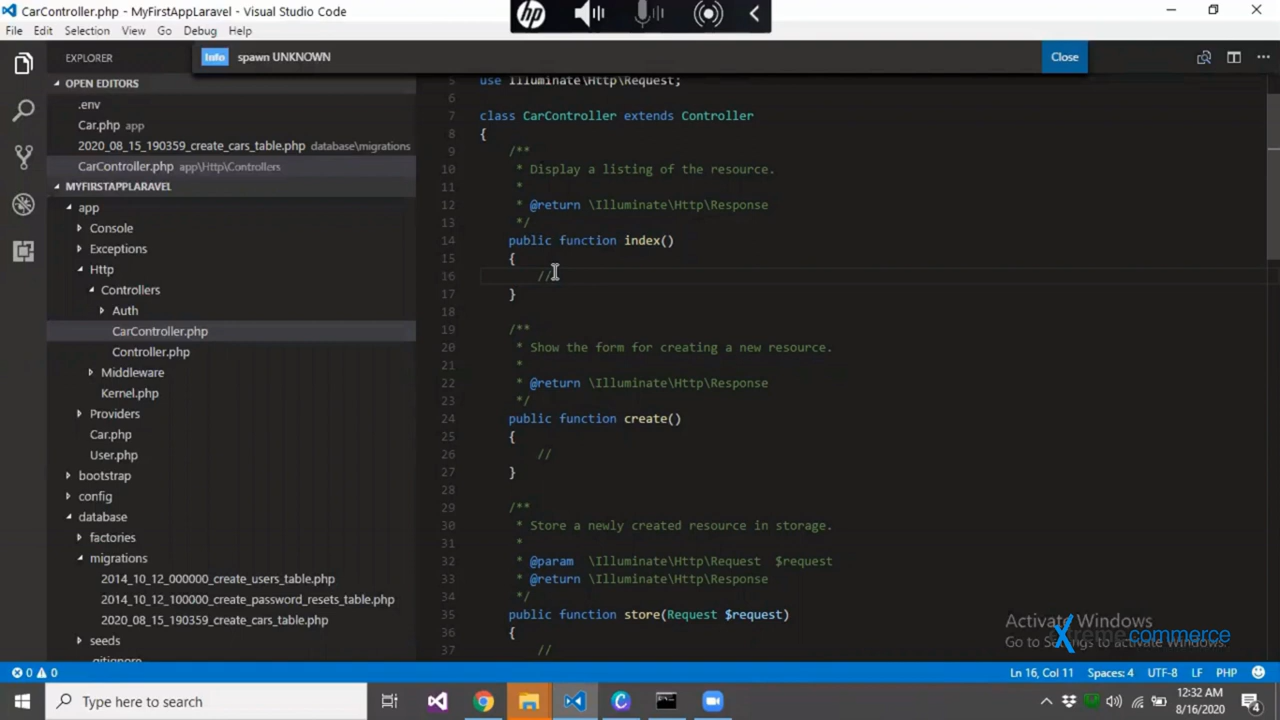 CarController.php - MyFirstAppLaravel - Visual Studio Code
hp
File Edit Selection View Go Debug Help
EXPLORER
Info spawn UNKNOWN
Close
OPEN EDITORS
.env
Car.php app
2020_08_15_190359_create_cars_table.php database\migrations
CarController.php app\Http\Controllers
MYFIRSTAPPLARAVEL
app
Console
Exceptions
Http
Controllers
Auth
CarController.php
Controller.php
Middleware
Kernel.php
Providers
Car.php
User.php
bootstrap
config
database
factories
migrations
2014_10_12_000000_create_users_table.php
2014_10_12_100000_create_password_resets_table.php
2020_08_15_190359_create_cars_table.php
seeds
.gitignore
5 use Illuminate\Http\Request;
6
7 class CarController extends Controller
8 {
9 /**
10 * Display a listing of the resource.
11 *
12 * @return \Illuminate\Http\Response
13 */
14 public function index()
15 {
16 //
17 }
18
19 /**
20 * Show the form for creating a new resource.
21 *
22 * @return \Illuminate\Http\Response
23 */
24 public function create()
25 {
26 //
27 }
28
29 /**
30 * Store a newly created resource in storage.
31 *
32 * @param \Illuminate\Http\Request $request
33 * @return \Illuminate\Http\Response
34 */
35 public function store(Request $request)
36 {
37 //
Activate Windows
Go to Settings to activate Windows.
Xtreme commerce
0 0
Ln 16, Col 11 Spaces: 4 UTF-8 LF PHP
Type here to search
12:32 AM
8/16/2020
4